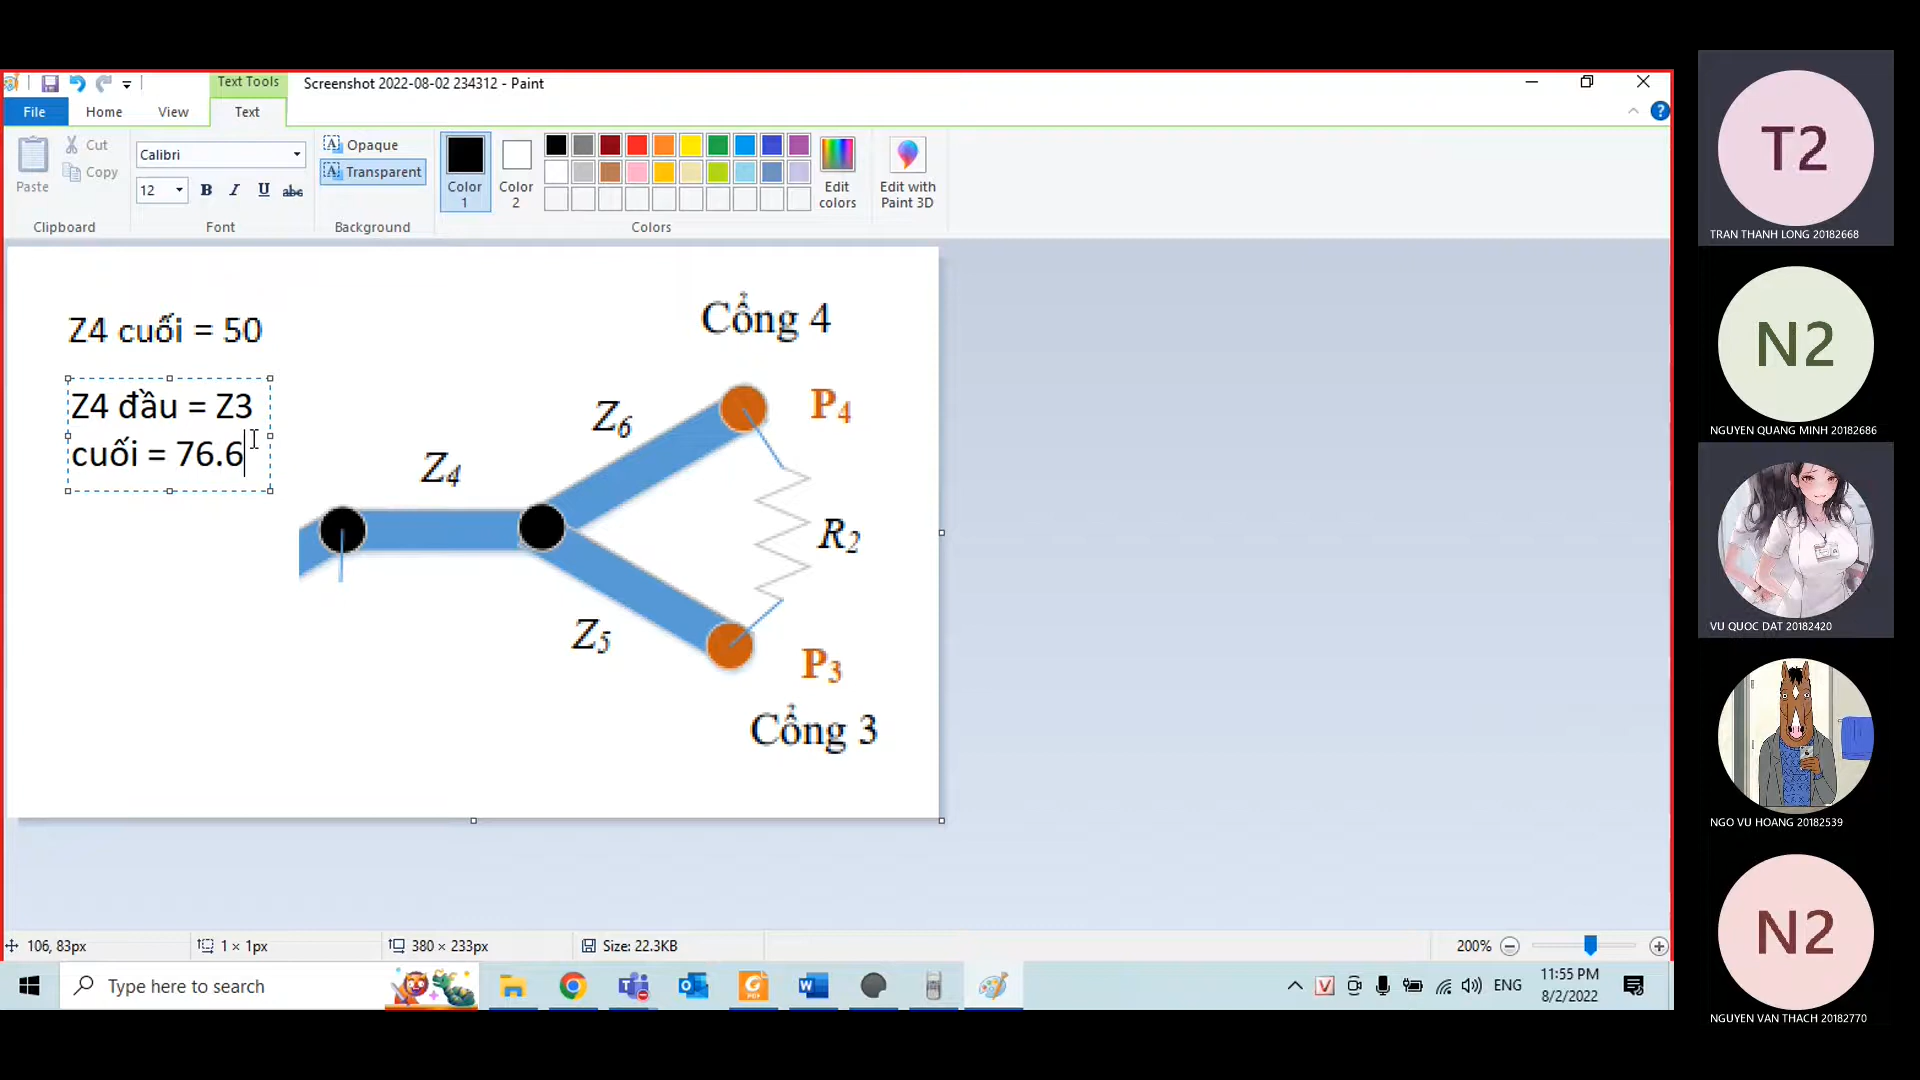 Text Tools
Screenshot 2022-08-02 234312 - Paint
File
Home
View
Text
Paste
Cut
Copy
Clipboard
Calibri
12
B
I
U
abc
Font
Opaque
Transparent
Background
Color 1
Color 2
Edit colors
Colors
Edit with Paint 3D
Z4 cuối = 50
Z4 đầu = Z3
cuối = 76.6
Cổng 4
P4
Z6
Z4
R2
Z5
P3
Cổng 3
106, 83px
1 × 1px
380 × 233px
Size: 22.3KB
200%
Type here to search
ENG
11:55 PM
8/2/2022
T2
TRAN THANH LONG 20182668
N2
NGUYEN QUANG MINH 20182686
VU QUOC DAT 20182420
NGO VU HOANG 20182539
N2
NGUYEN VAN THACH 20182770